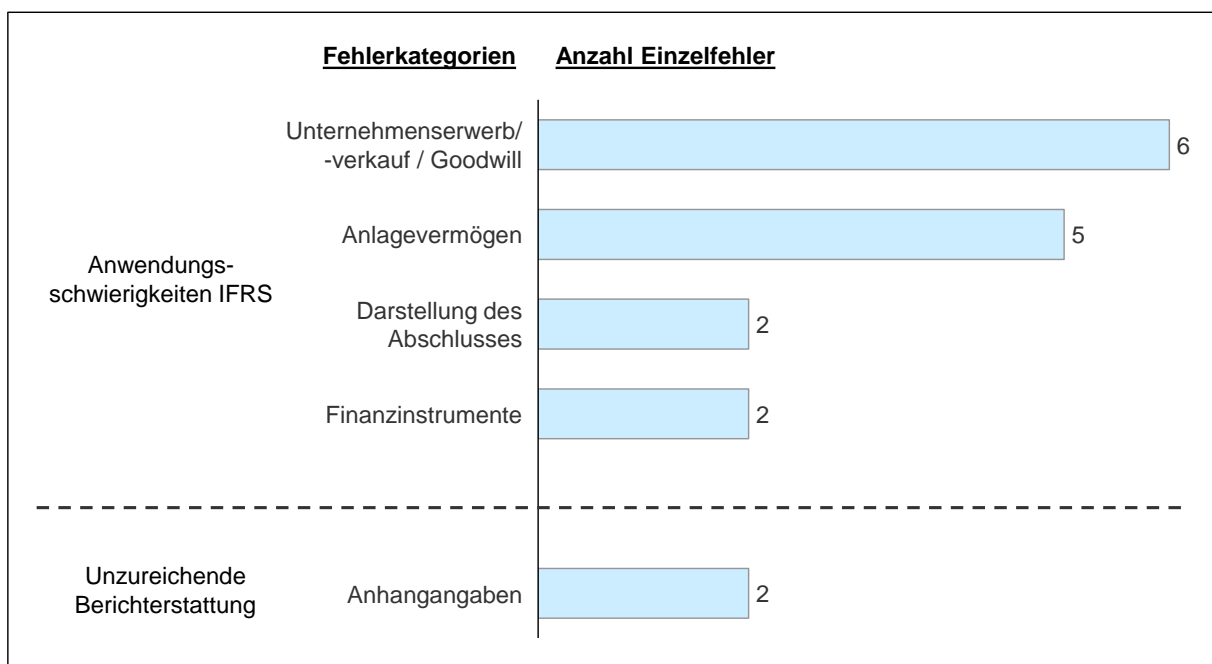 Fehlerkategorien Anzahl Einzelfehler
Unternehmenserwerb/
-verkauf / Goodwill
6
Anlagevermögen
5
Anwendungs-
schwierigkeiten IFRS
Darstellung des
Abschlusses
2
Finanzinstrumente
2
Unzureichende
Berichterstattung
Anhangangaben
2